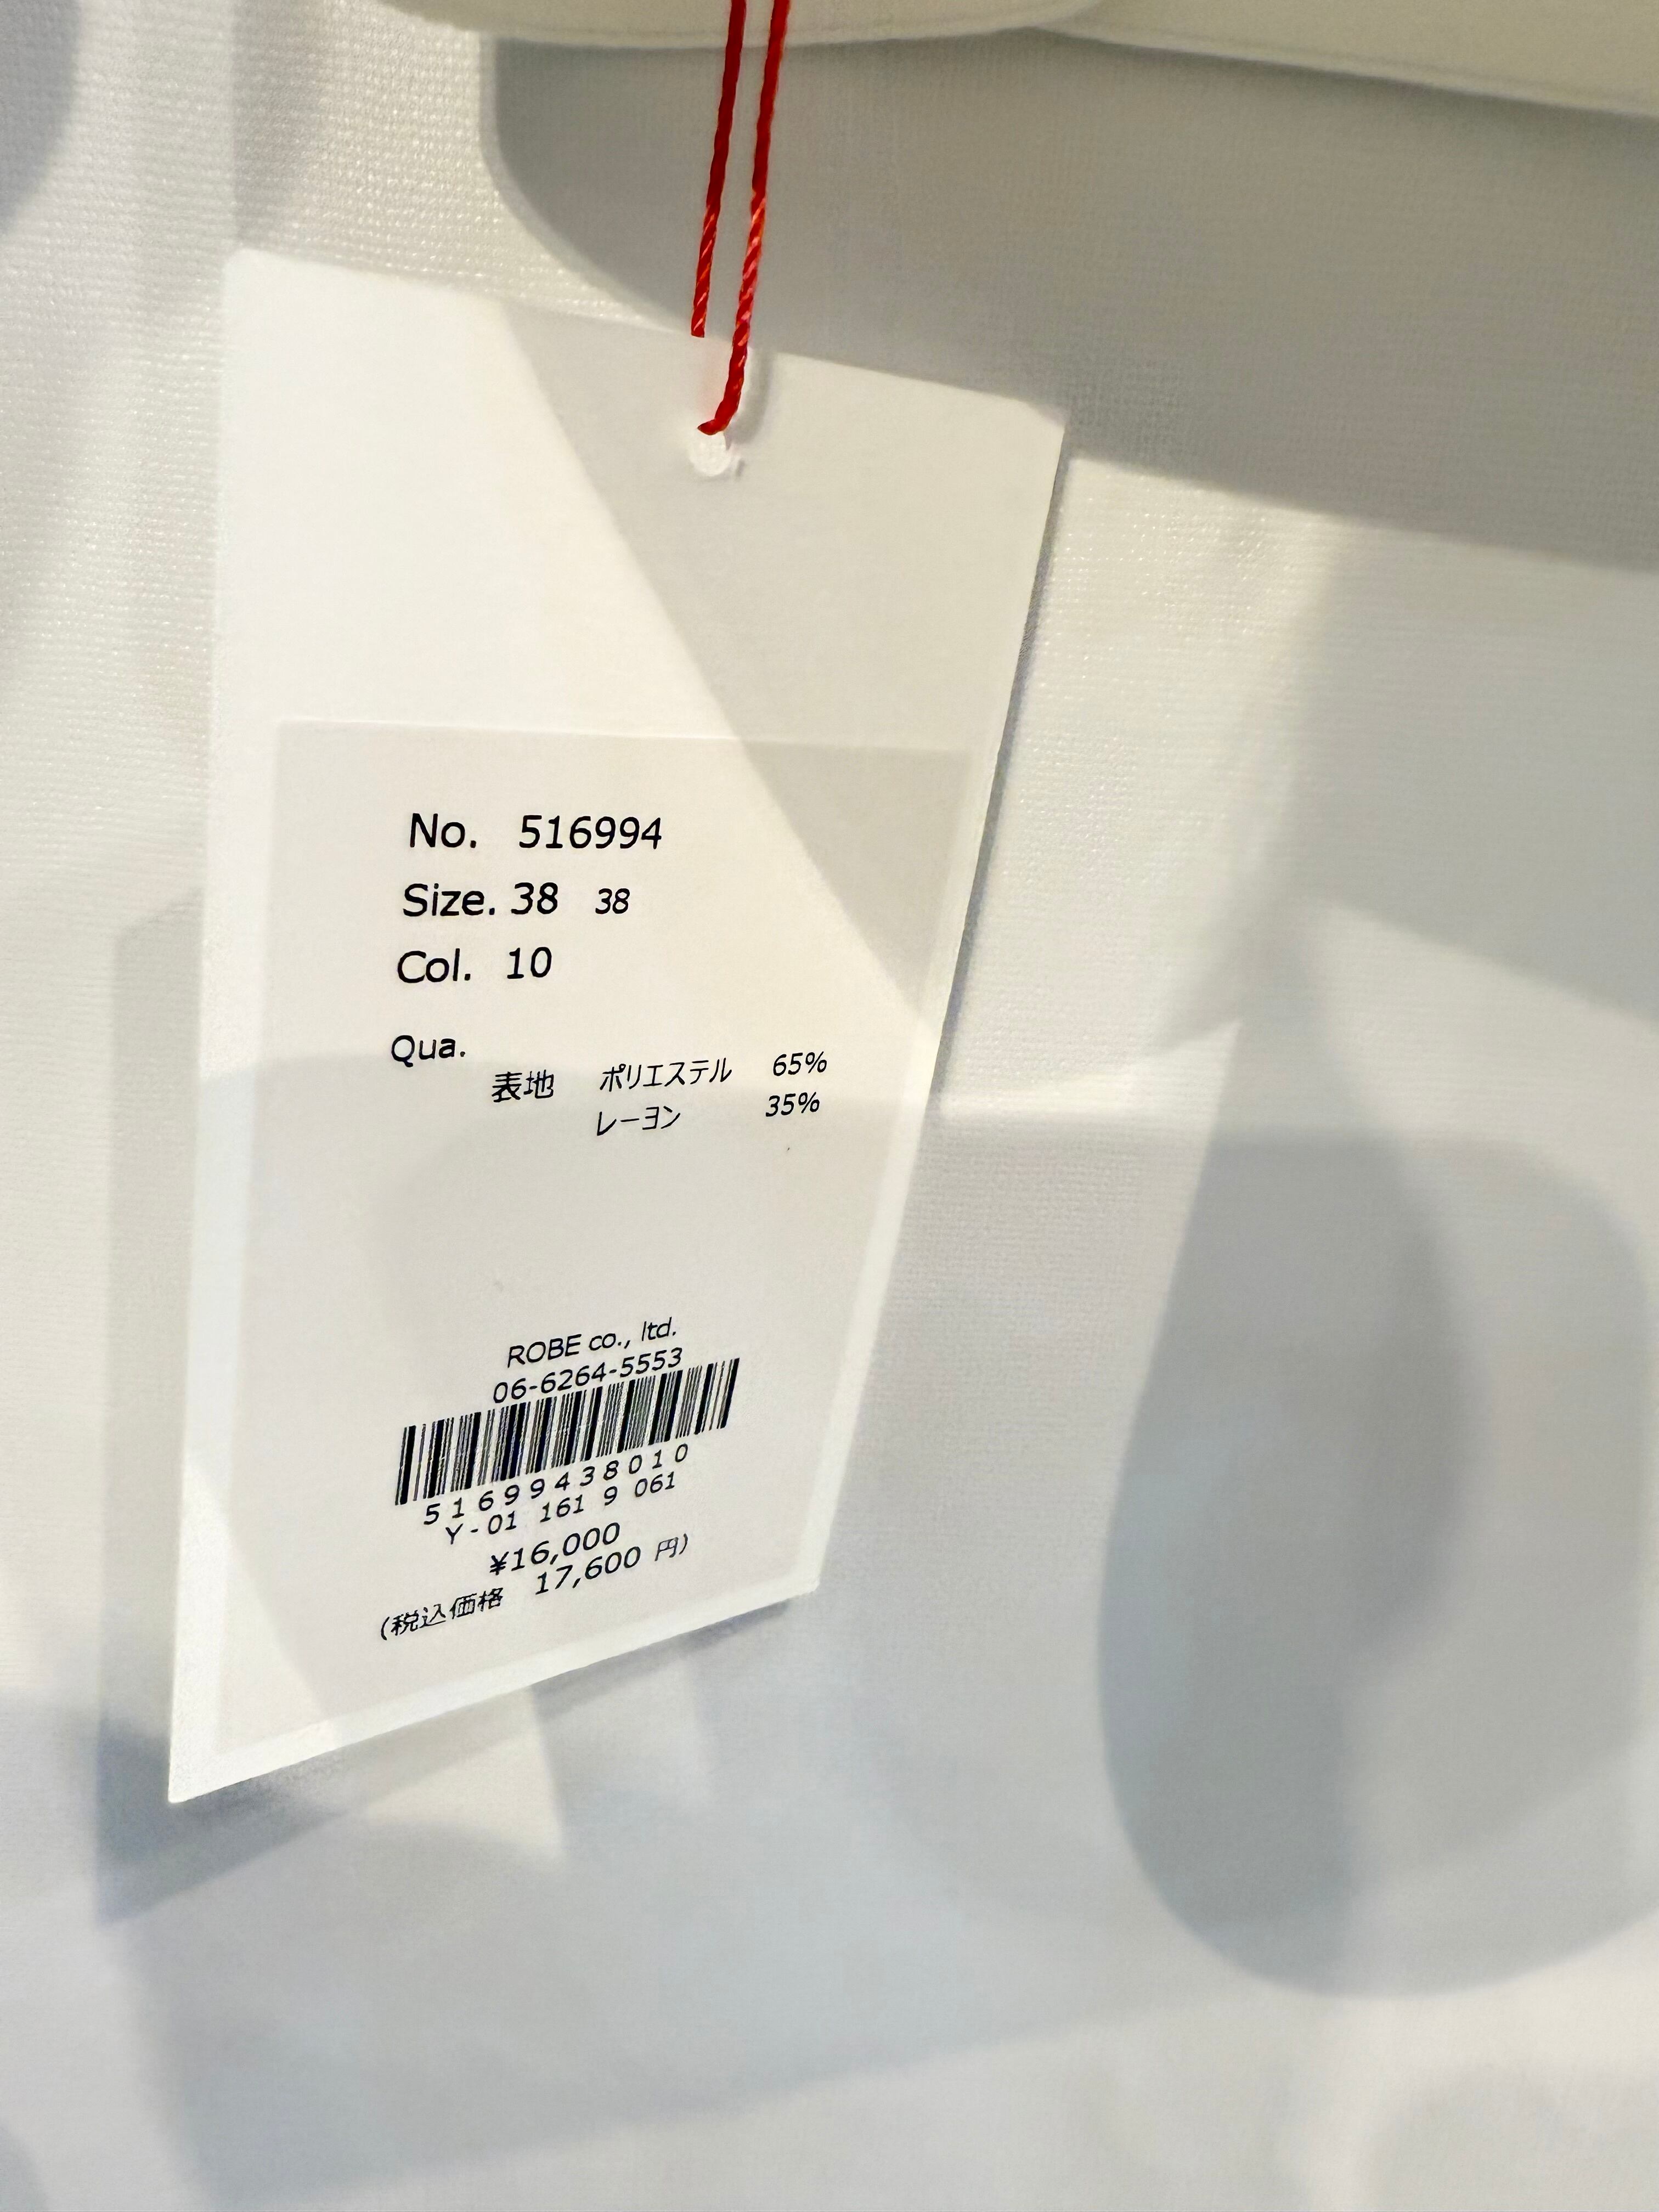 No. 516994
Size. 38 38
Col. 10
Qua.
表地 ポリエステル 65%
レーヨン 35%
ROBE co., ltd.
06-6264-5553
51699438010
Y-01 161 9 061
¥16,000
(税込価格 17,600 円)